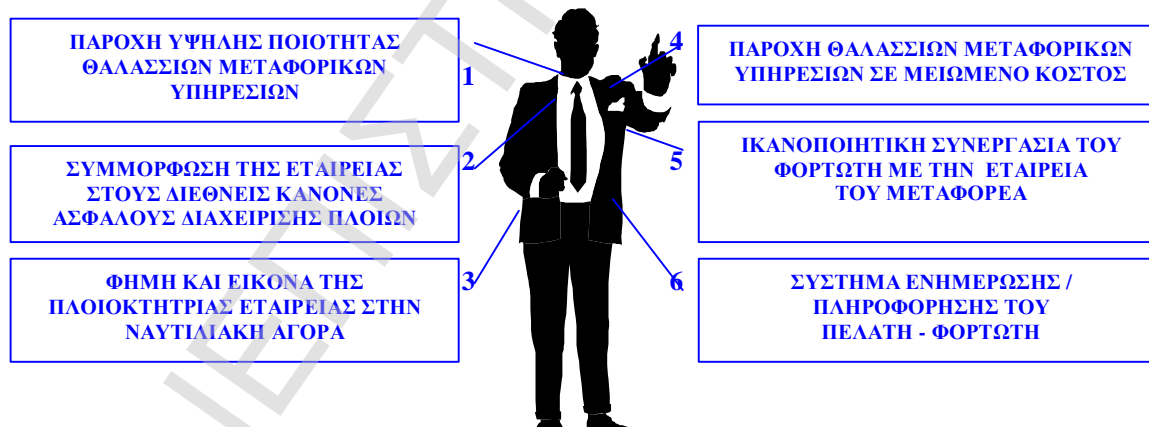 ΠΑΡΟΧΗ ΥΨΗΛΗΣ ΠΟΙΟΤΗΤΑΣ
ΘΑΛΑΣΣΙΩΝ ΜΕΤΑΦΟΡΙΚΩΝ
ΥΠΗΡΕΣΙΩΝ
1
ΣΥΜΜΟΡΦΩΣΗ ΤΗΣ ΕΤΑΙΡΕΙΑΣ
ΣΤΟΥΣ ΔΙΕΘΝΕΙΣ ΚΑΝΟΝΕΣ
ΑΣΦΑΛΟΥΣ ΔΙΑΧΕΙΡΙΣΗΣ ΠΛΟΙΩΝ
2
ΦΗΜΗ ΚΑΙ ΕΙΚΟΝΑ ΤΗΣ
ΠΛΟΙΟΚΤΗΤΡΙΑΣ ΕΤΑΙΡΕΙΑΣ ΣΤΗΝ
ΝΑΥΤΙΛΙΑΚΗ ΑΓΟΡΑ
3
4
ΠΑΡΟΧΗ ΘΑΛΑΣΣΙΩΝ ΜΕΤΑΦΟΡΙΚΩΝ
ΥΠΗΡΕΣΙΩΝ ΣΕ ΜΕΙΩΜΕΝΟ ΚΟΣΤΟΣ
5
ΙΚΑΝΟΠΟΙΗΤΙΚΗ ΣΥΝΕΡΓΑΣΙΑ ΤΟΥ
ΦΟΡΤΩΤΗ ΜΕ ΤΗΝ ΕΤΑΙΡΕΙΑ
ΤΟΥ ΜΕΤΑΦΟΡΕΑ
6
ΣΥΣΤΗΜΑ ΕΝΗΜΕΡΩΣΗΣ /
ΠΛΗΡΟΦΟΡΗΣΗΣ ΤΟΥ
ΠΕΛΑΤΗ - ΦΟΡΤΩΤΗ